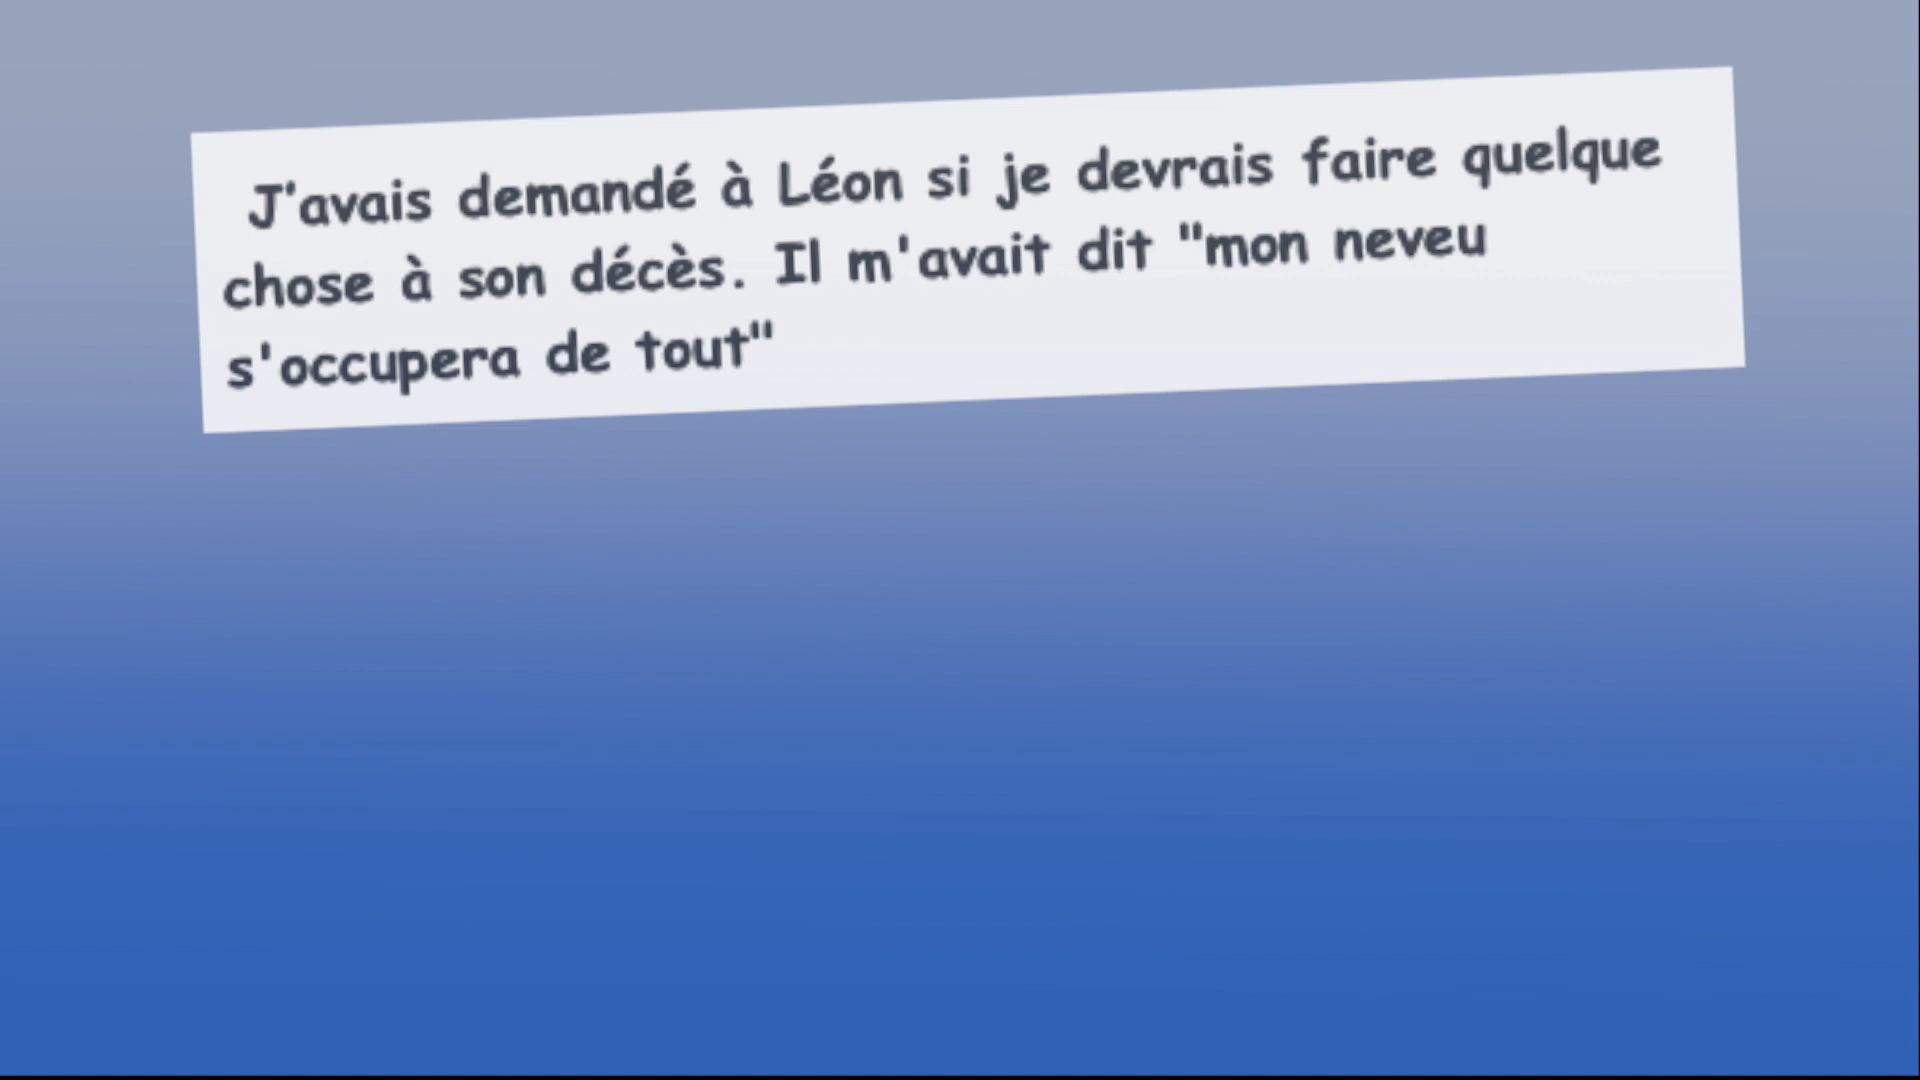 J'avais demandé à Léon si je devrais faire quelque
chose à son décès. Il m'avait dit "mon neveu
s'occupera de tout"